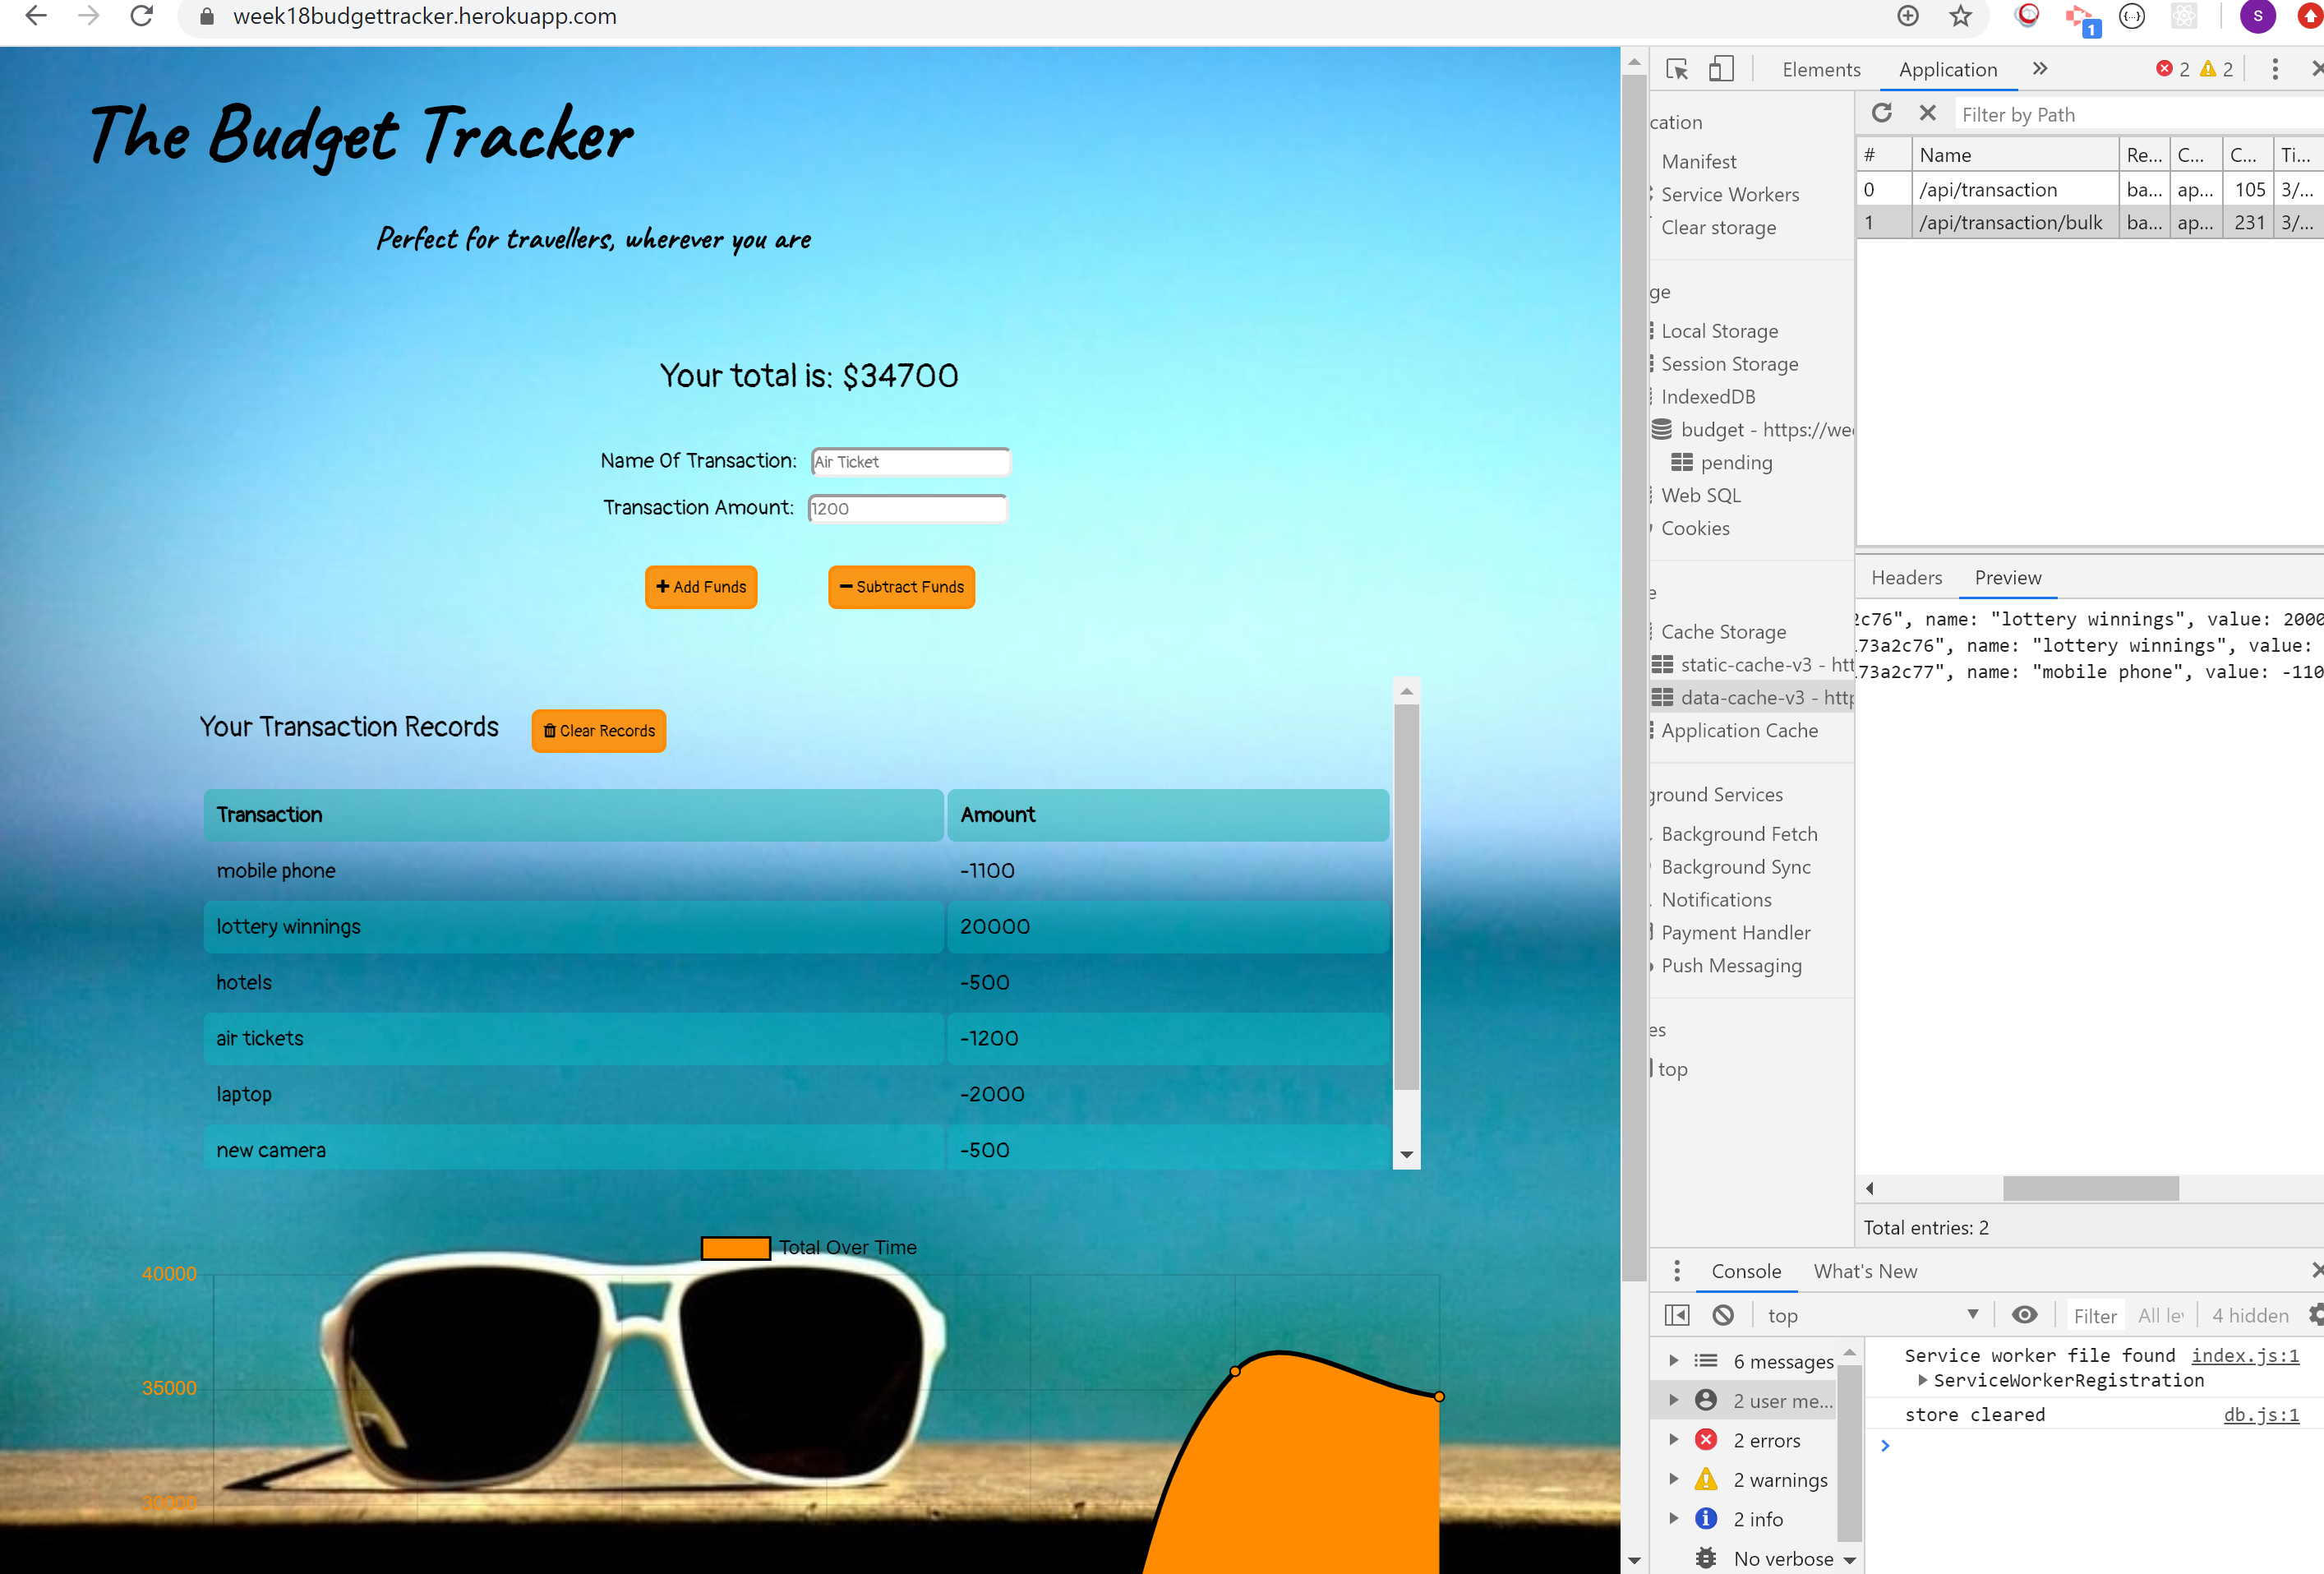 week18budgettracker.herokuapp.com
1
S
The Budget Tracker
Perfect for travellers, wherever you are
Your total is: $34700
Name Of Transaction: Air Ticket
Transaction Amount: 1200
Add Funds Subtract Funds
Your Transaction Records Clear Records
Transaction Amount
mobile phone -1100
lottery winnings 20000
hotels -500
air tickets -1200
laptop -2000
new camera -500
Total Over Time
40000
35000
30000
Elements Application 2 2
cation
Manifest
Service Workers
Clear storage
ge
Local Storage
Session Storage
IndexedDB
budget - https://we
pending
Web SQL
Cookies
e
Cache Storage
static-cache-v3 - htt
data-cache-v3 - http
Application Cache
ground Services
Background Fetch
Background Sync
Notifications
Payment Handler
Push Messaging
es
top
Filter by Path
# Name Re... C... C... Ti...
0 /api/transaction ba... ap... 105 3/...
1 /api/transaction/bulk ba... ap... 231 3/...
Headers Preview
2c76", name: "lottery winnings", value: 2000
73a2c76", name: "lottery winnings", value:
73a2c77", name: "mobile phone", value: -110
Total entries: 2
Console What's New
top Filter All le 4 hidden
6 messages
2 user me...
2 errors
2 warnings
2 info
No verbose
Service worker file found index.js:1
ServiceWorkerRegistration
store cleared db.js:1